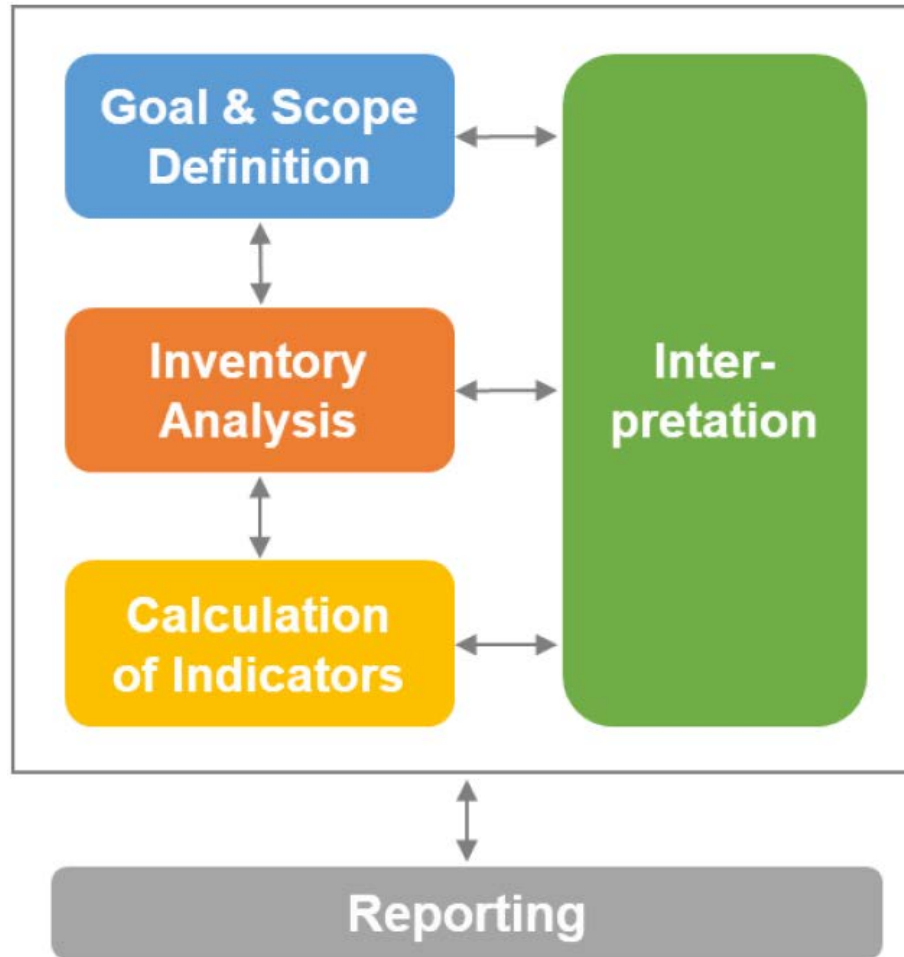 Goal & Scope
Definition
Inventory
Analysis
Calculation
of Indicators
Inter-
pretation
Reporting